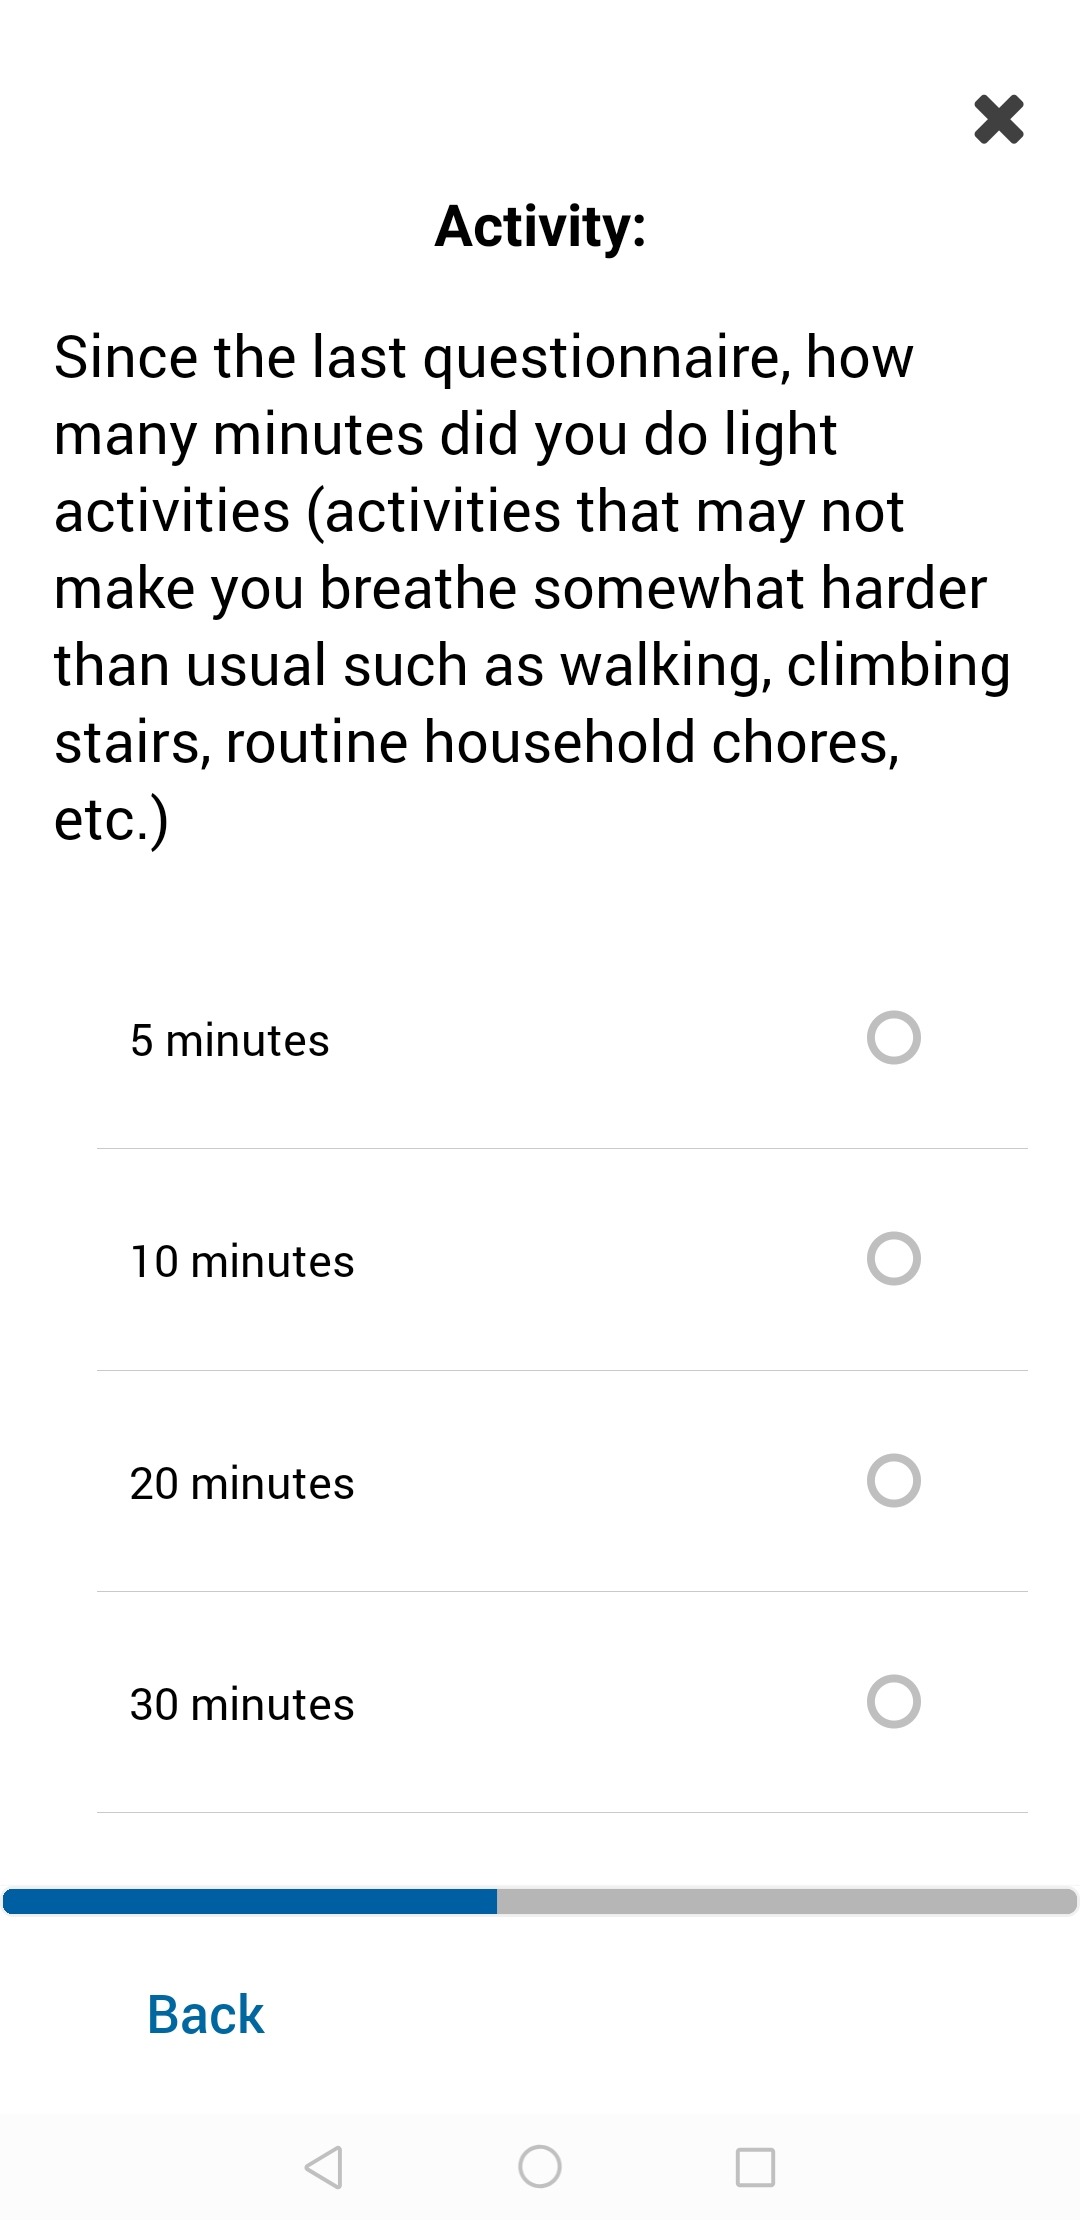 Activity:
Since the last questionnaire, how
many minutes did you do light
activities (activities that may not
make you breathe somewhat harder
than usual such as walking, climbing
stairs, routine household chores,
etc.)
5 minutes
10 minutes
20 minutes
30 minutes
Back